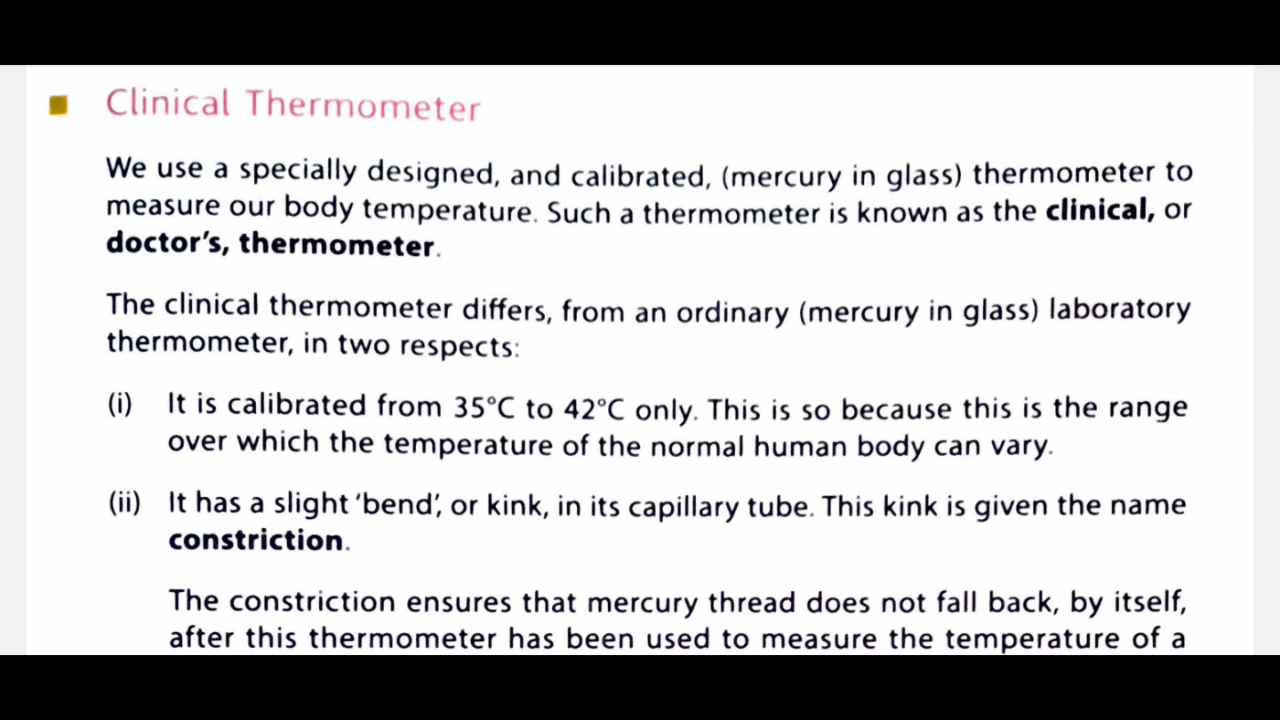 Clinical Thermometer
We use a specially designed, and calibrated, (mercury in glass) thermometer to
measure our body temperature. Such a thermometer is known as the clinical, or
doctor's, thermometer.
The clinical thermometer differs, from an ordinary (mercury in glass) laboratory
thermometer, in two respects:
(i) It is calibrated from 35°C to 42°C only. This is so because this is the range
over which the temperature of the normal human body can vary.
(ii) It has a slight ‘bend’, or kink, in its capillary tube. This kink is given the name
constriction.
The constriction ensures that mercury thread does not fall back, by itself,
after this thermometer has been used to measure the temperature of a